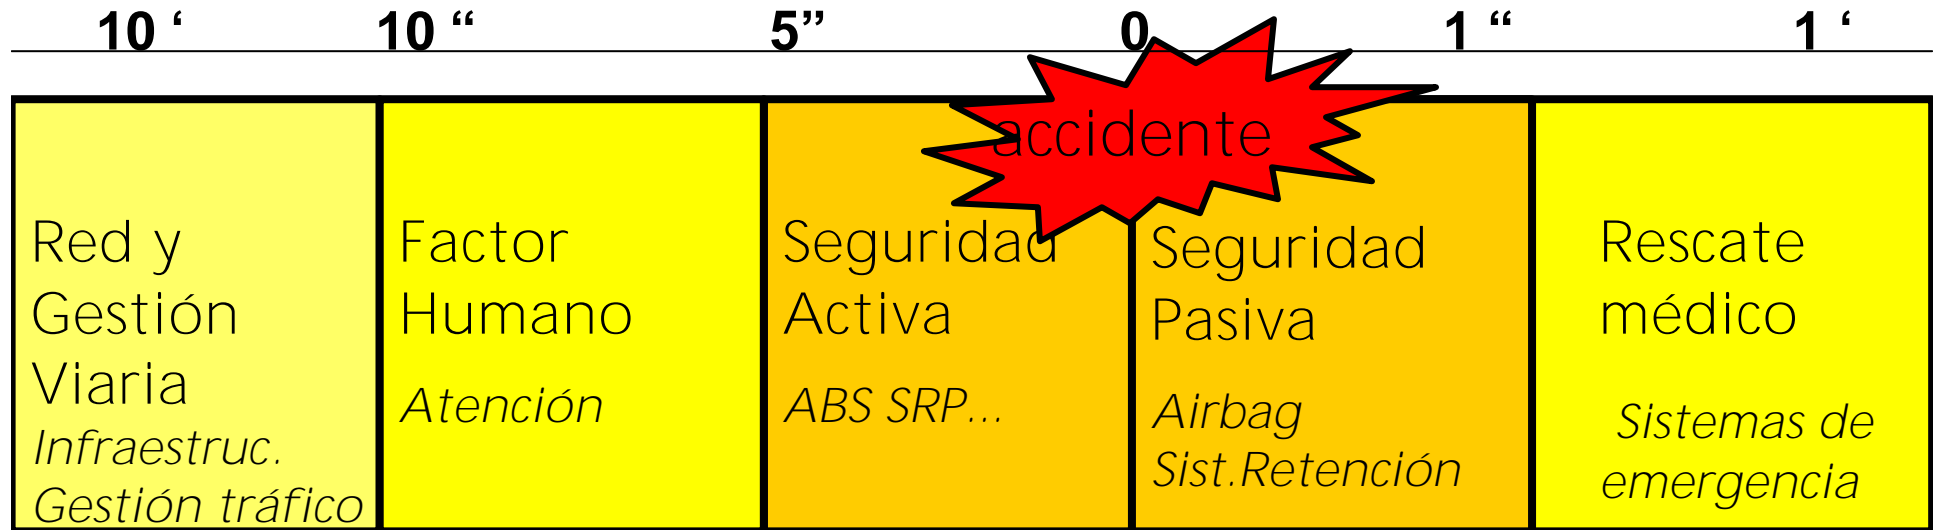 10 ‘ 10 “ 5” 0 1 “ 1 ‘
accidente
Red y
Gestión
Viaria
Infraestruc.
Gestión tráfico
Factor
Humano
Atención
Seguridad
Activa
ABS SRP...
Seguridad
Pasiva
Airbag
Sist.Retención
Rescate
médico
Sistemas de
emergencia